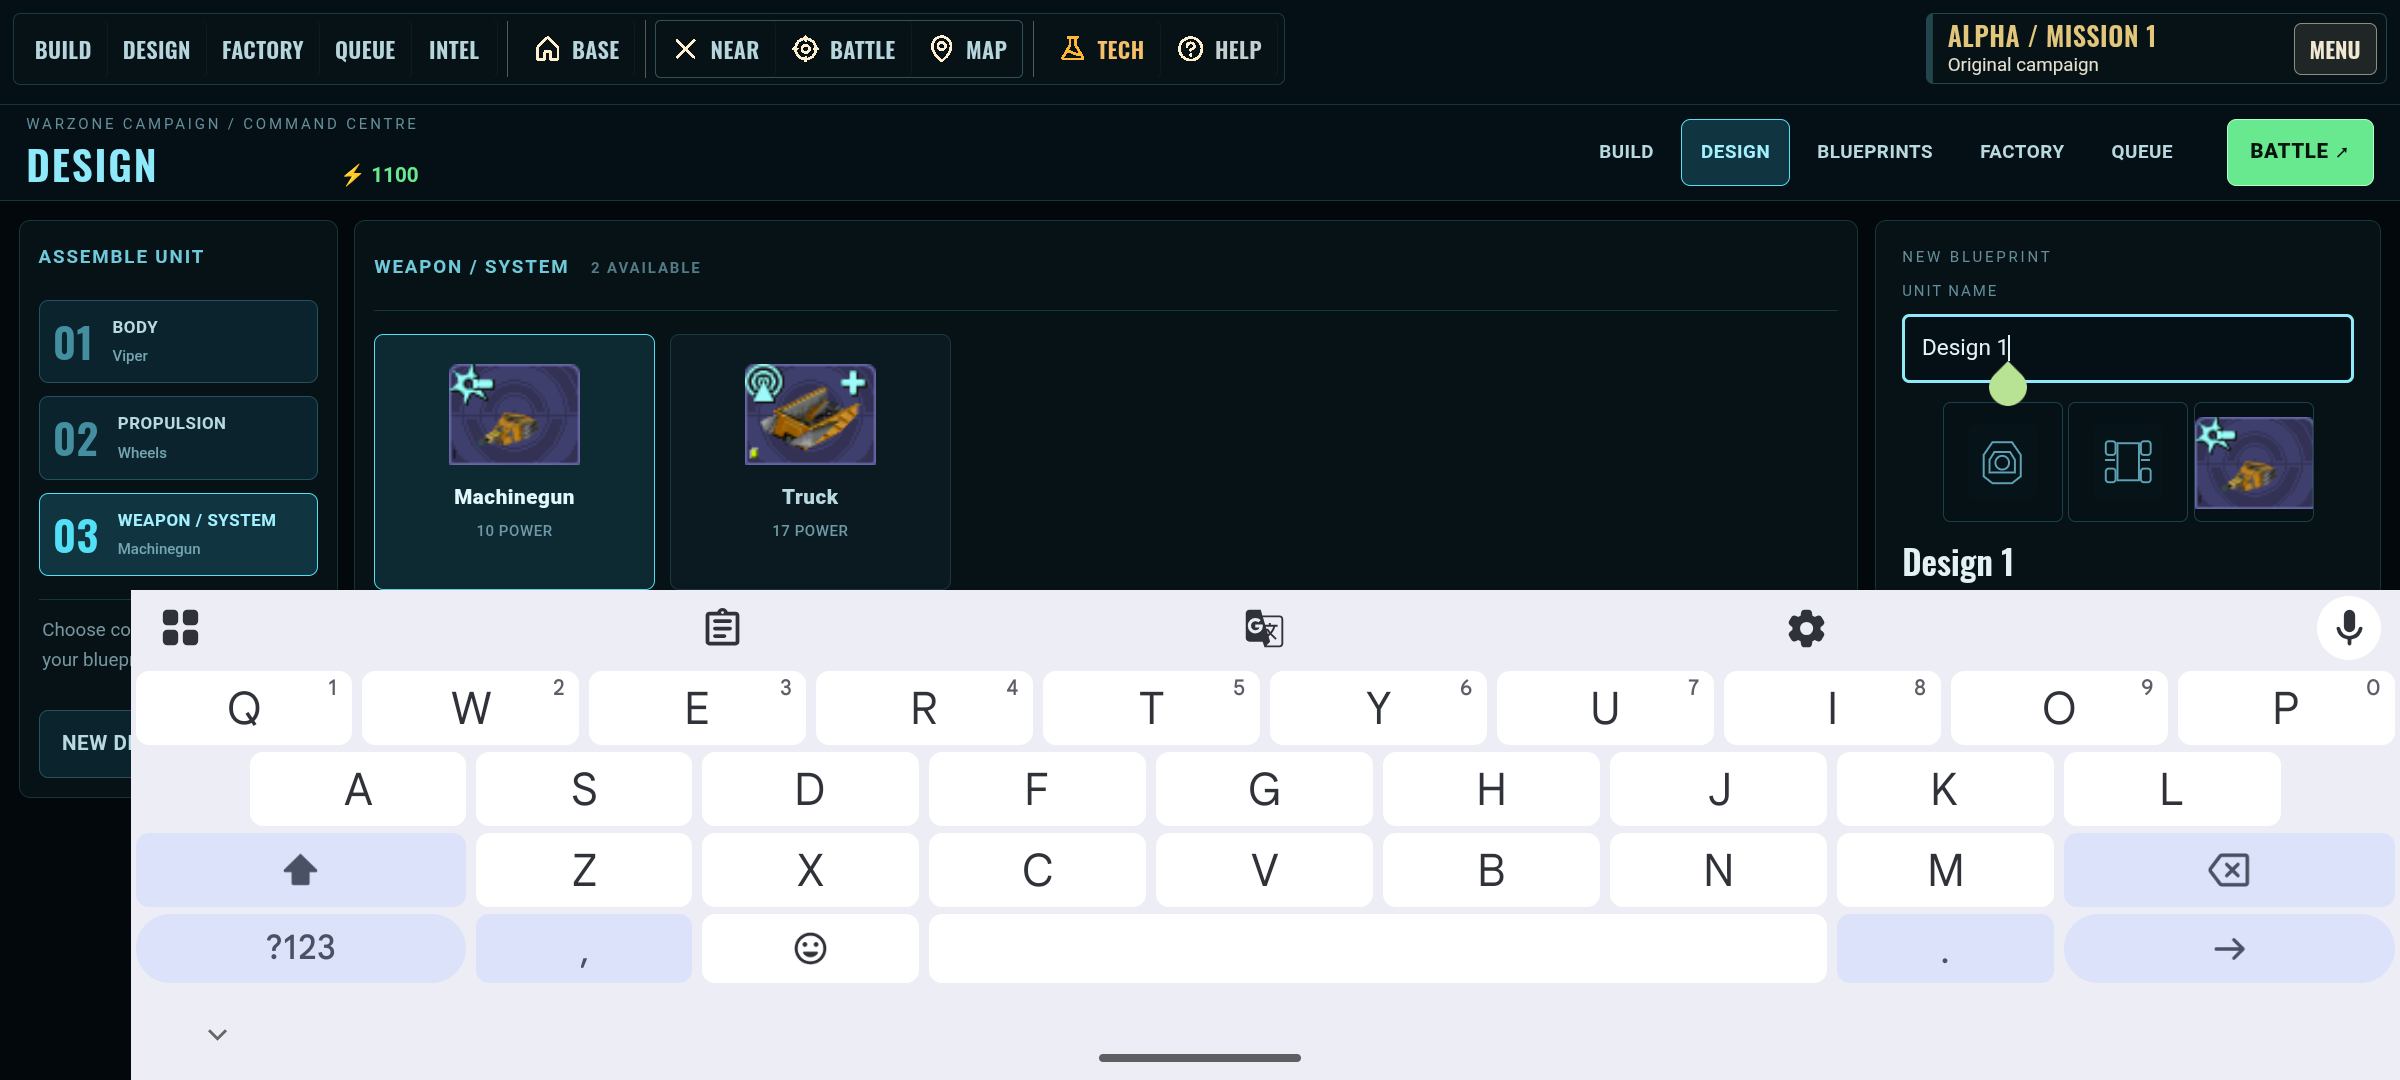 BUILD DESIGN FACTORY QUEUE INTEL BASE NEAR BATTLE MAP TECH HELP
ALPHA / MISSION 1
Original campaign
MENU
WARZONE CAMPAIGN / COMMAND CENTRE
DESIGN
⚡ 1100
BUILD DESIGN BLUEPRINTS FACTORY QUEUE BATTLE ↗
ASSEMBLE UNIT
01 BODY
Viper
02 PROPULSION
Wheels
03 WEAPON / SYSTEM
Machinegun
Choose co
your bluepr
NEW DE
WEAPON / SYSTEM 2 AVAILABLE
Machinegun
10 POWER
Truck
17 POWER
NEW BLUEPRINT
UNIT NAME
Design 1
Design 1
Q 1 W 2 E 3 R 4 T 5 Y 6 U 7 I 8 O 9 P 0
A S D F G H J K L
Z X C V B N M
?123 , .